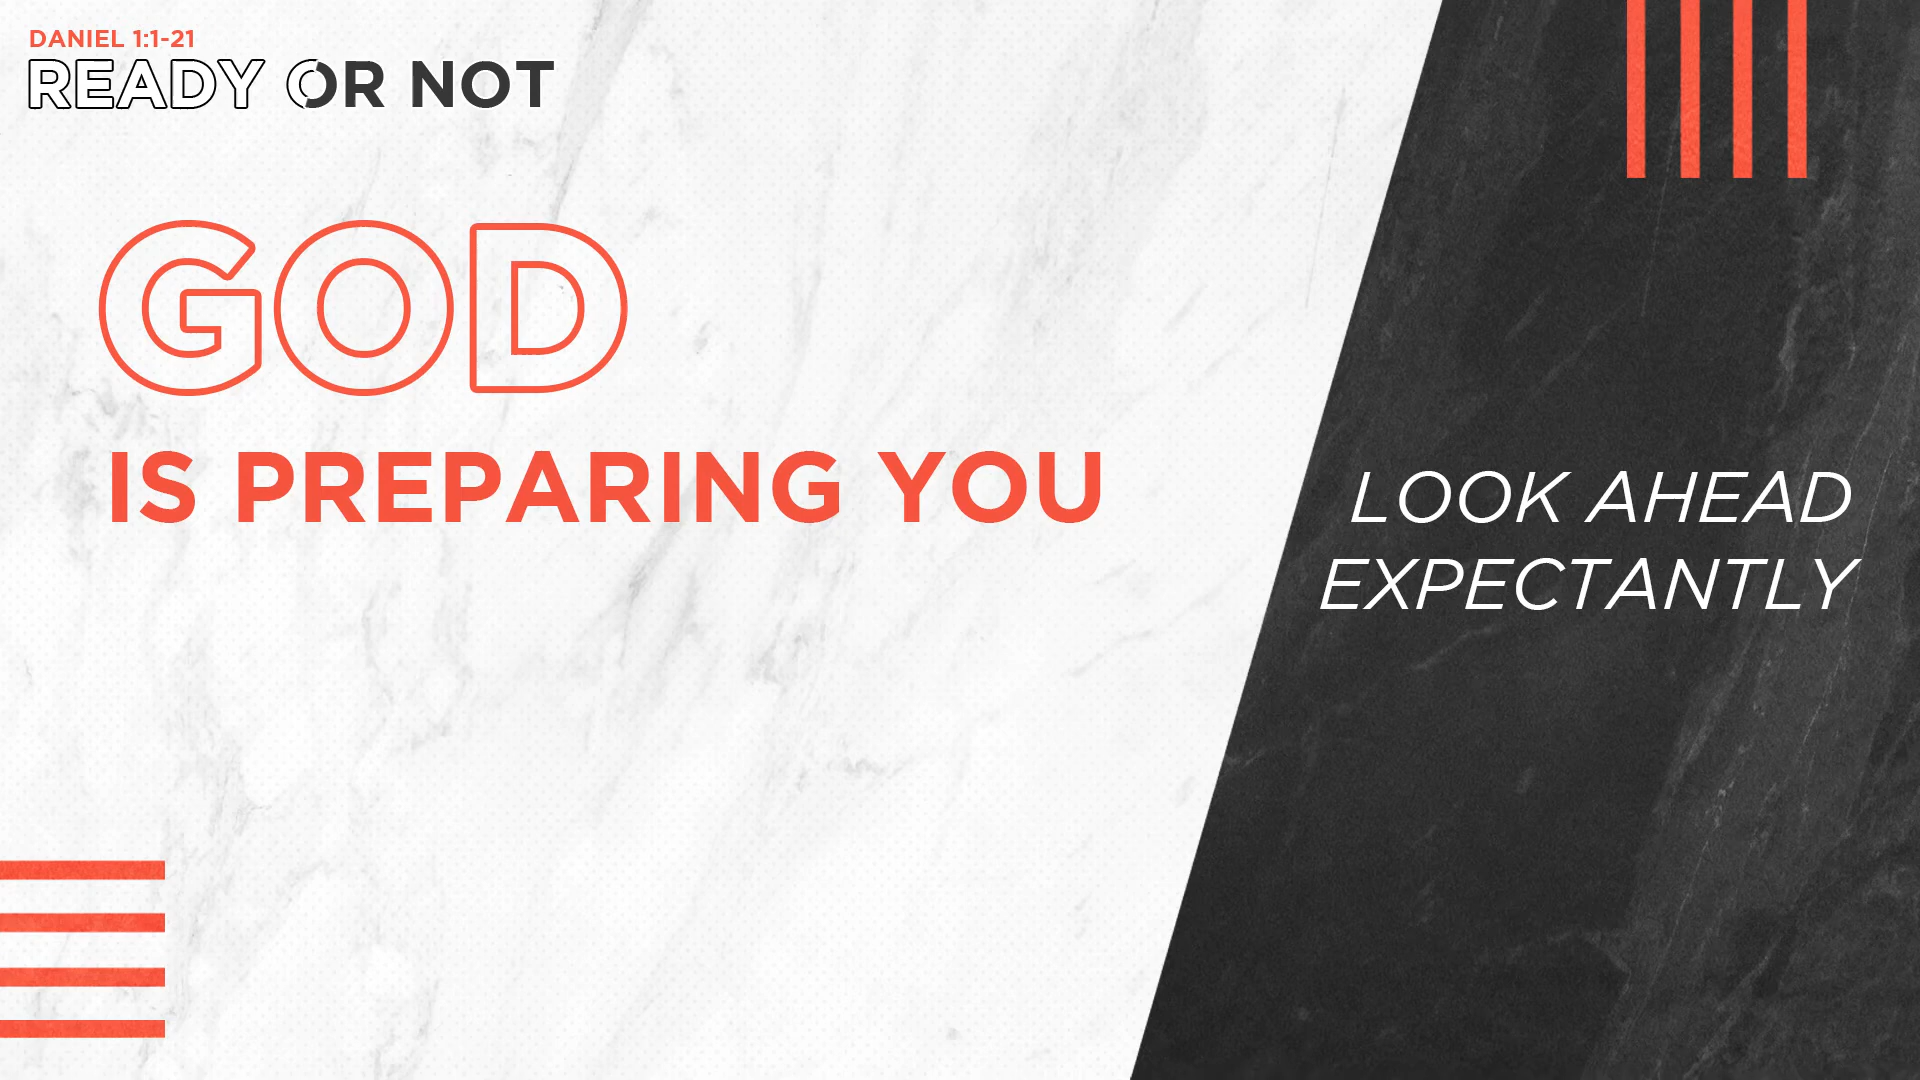 DANIEL 1:1-21
READY OR NOT
GOD
IS PREPARING YOU
LOOK AHEAD
EXPECTANTLY